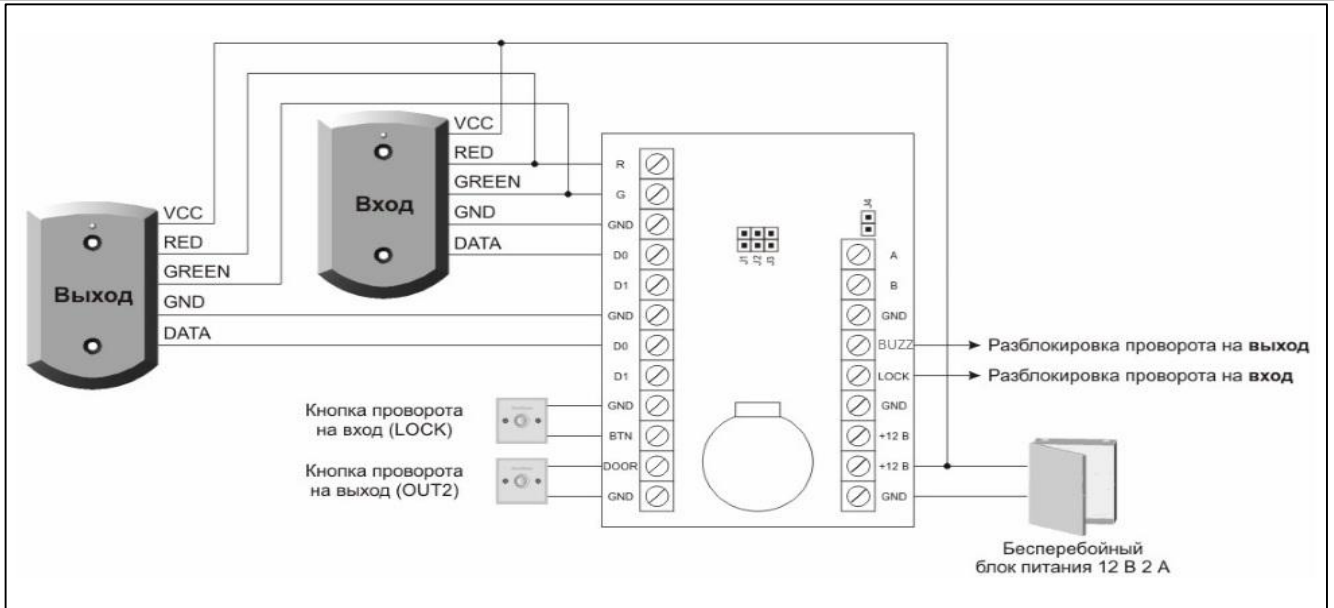 VCC
RED
GREEN
GND
DATA
Вход
VCC
RED
GREEN
GND
DATA
Выход
R
G
GND
D0
D1
GND
D0
D1
GND
BTN
DOOR
GND
J1
J2
J3
J4
A
B
GND
BUZZ
LOCK
GND
+12 В
+12 В
GND
Разблокировка проворота на выход
Разблокировка проворота на вход
Кнопка проворота
на вход (LOCK)
Кнопка проворота
на выход (OUT2)
Бесперебойный
блок питания 12 В 2 А